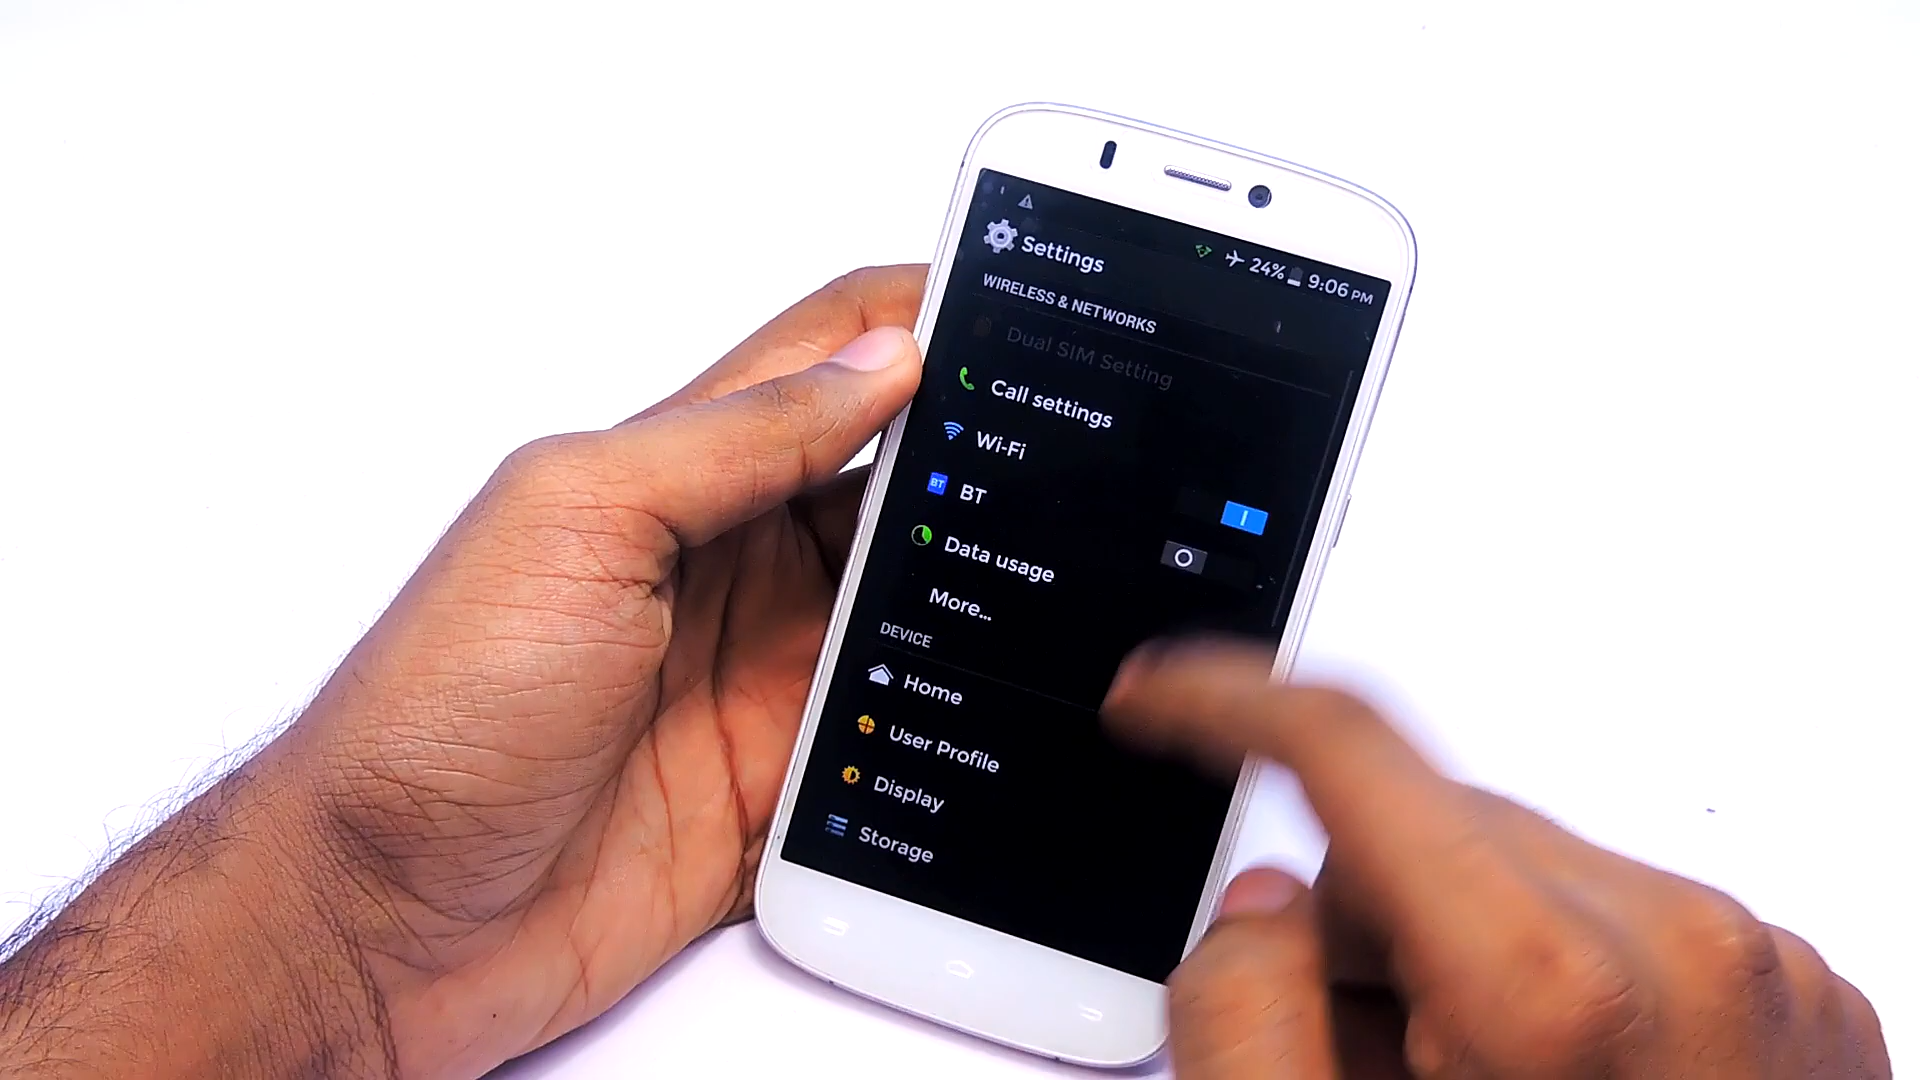 24% 9:06 PM
Settings
WIRELESS & NETWORKS
Dual SIM Setting
Call settings
Wi-Fi
BT BT
Data usage
More...
DEVICE
Home
User Profile
Display
Storage